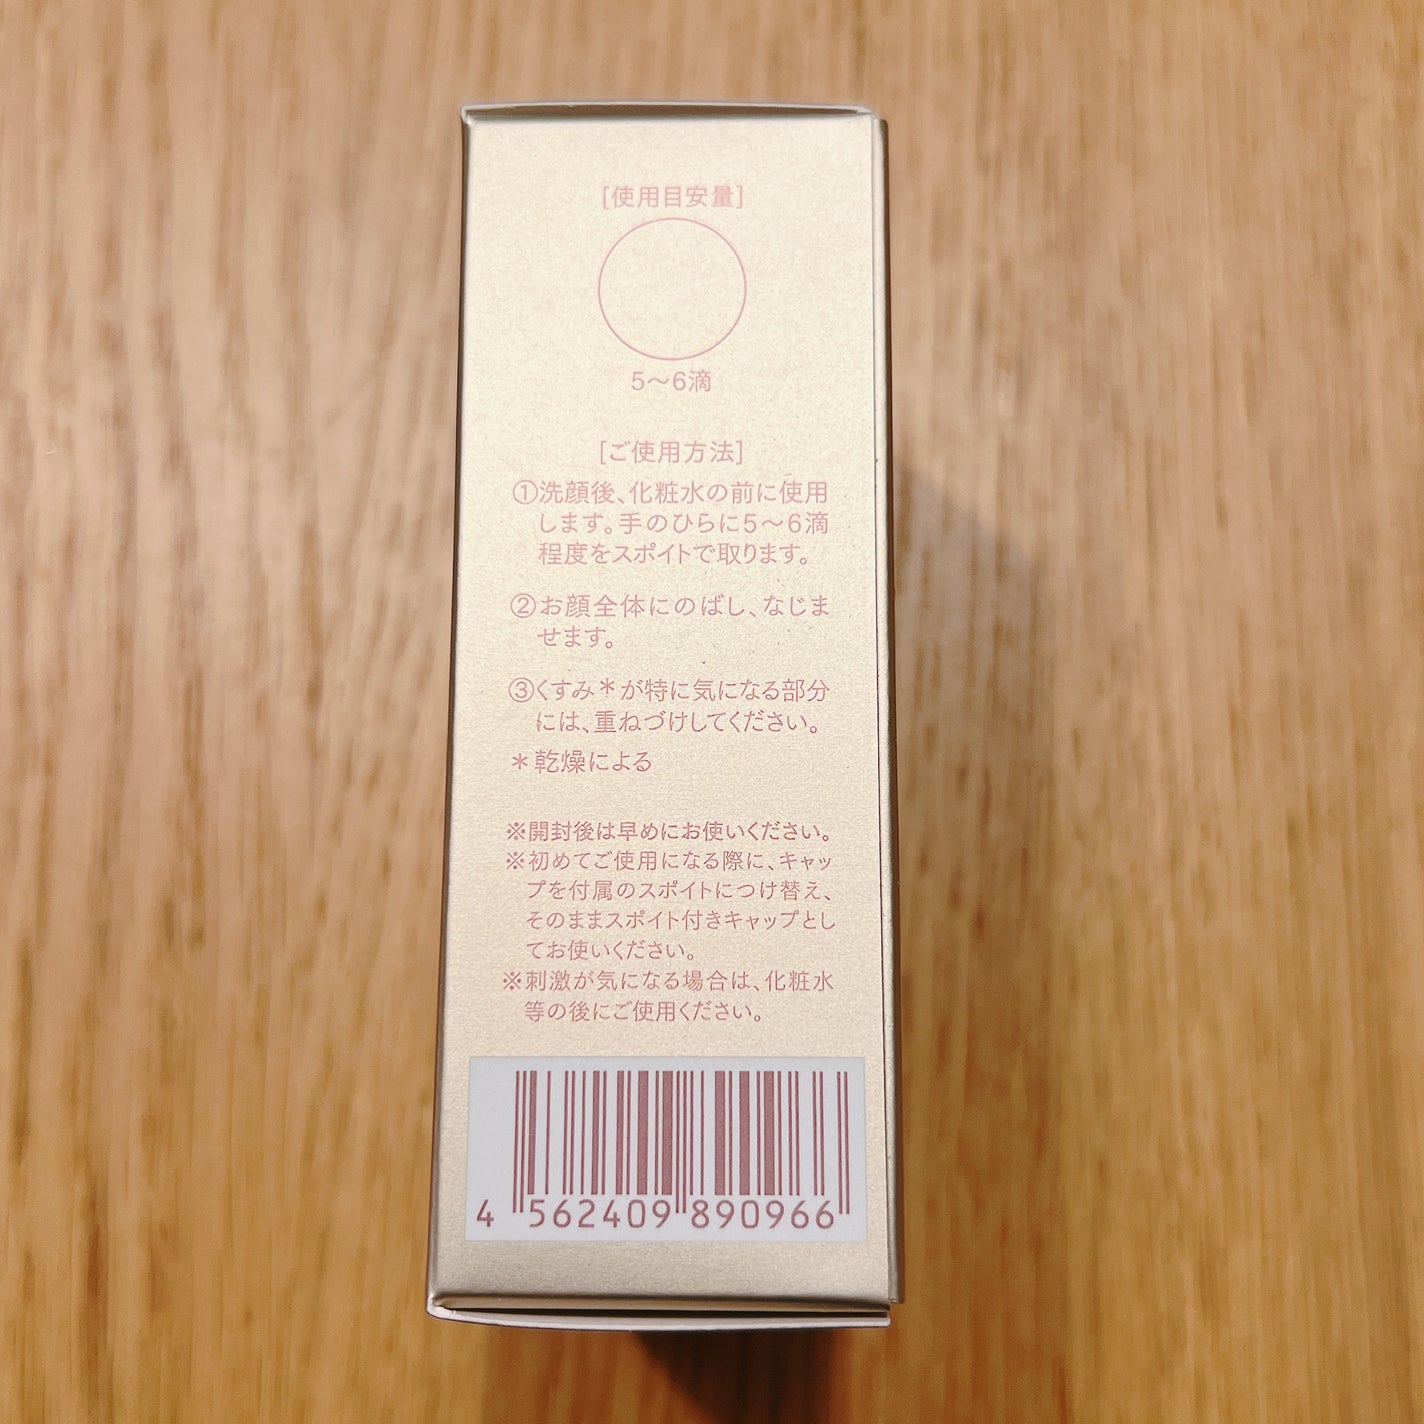 [使用目安量]
5〜6滴
[ご使用方法]
①洗顔後、化粧水の前に使用
します。手のひらに5〜6滴
程度をスポイトで取ります。
②お顔全体にのばし、なじま
せます。
③くすみ＊が特に気になる部分
には、重ねづけしてください。
＊乾燥による
※開封後は早めにお使いください。
※初めてご使用になる際に、キャッ
プを付属のスポイトにつけ替え、
そのままスポイト付きキャップとし
てお使いください。
※刺激が気になる場合は、化粧水
等の後にご使用ください。
4 562409 890966